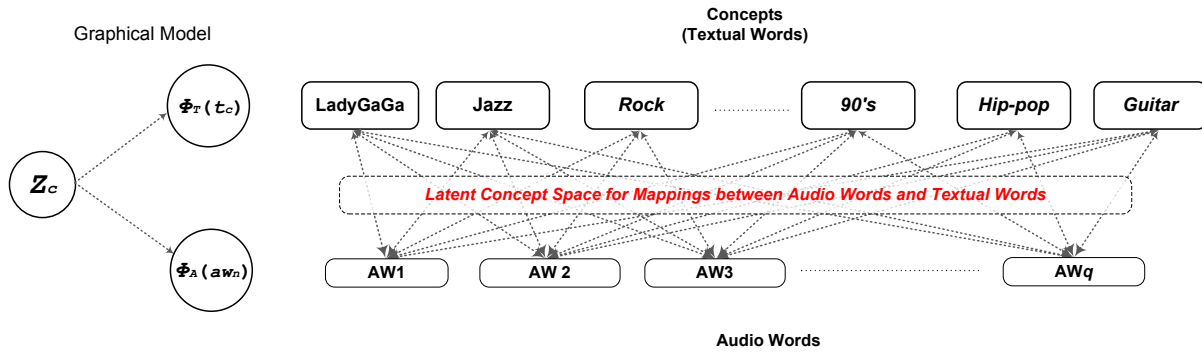 Concepts
(Textual Words)
Graphical Model
LadyGaGa Jazz Rock 90's Hip-pop Guitar
ΦT(tc)
Zc
Latent Concept Space for Mappings between Audio Words and Textual Words
ΦA(awn)
AW1 AW 2 AW3 AWq
Audio Words